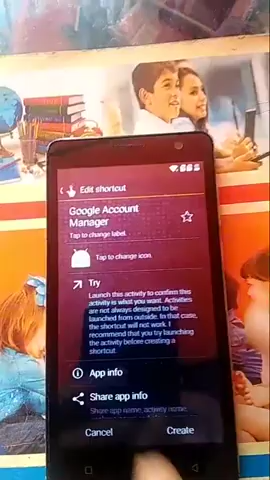 Edit shortcut
Google Account
Manager
Tap to change label.
Tap to change icon.
Try
Launch this activity to confirm this
activity is what you want. Activities
are not always designed to be
launched from outside. In that case,
the shortcut will not work. I
recommend that you try launching
the activity before creating a
shortcut.
App info
Share app info
Share app name, activity name,
Cancel
Create